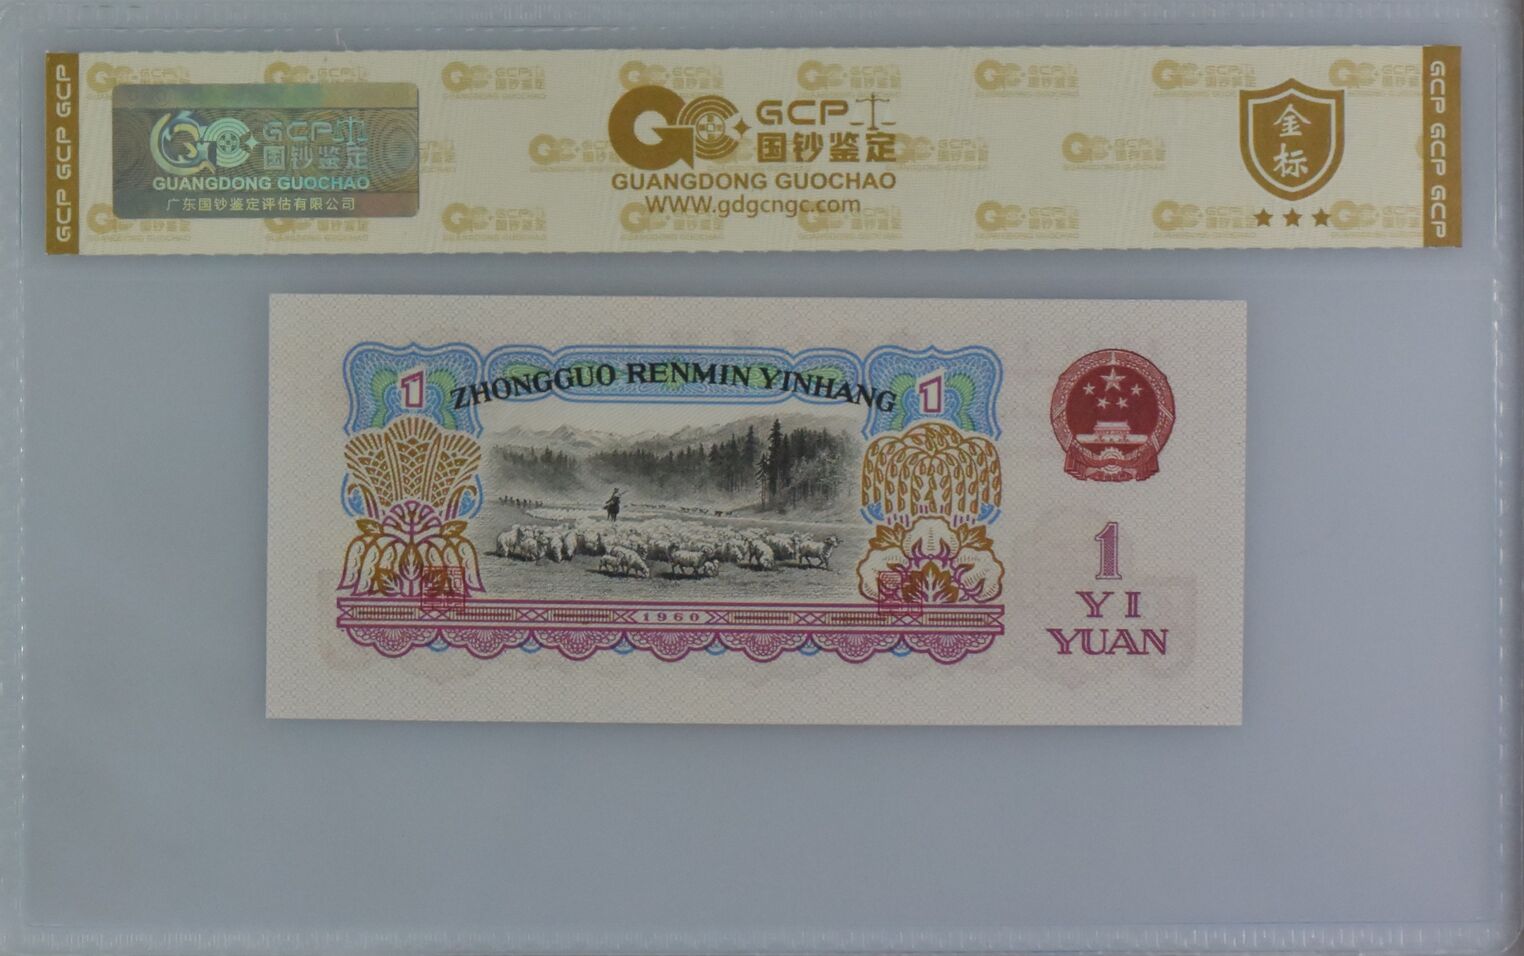 GCP GCP GCP
GCP
国钞鉴定
GUANGDONG GUOCHAO
广东国钞鉴定评估有限公司
GCP
国钞鉴定
GUANGDONG GUOCHAO
WWW.gdgcngc.com
金标
GCP GCP GCP
1
ZHONGGUO RENMIN YINHANG
1
1960
1
YI
YUAN